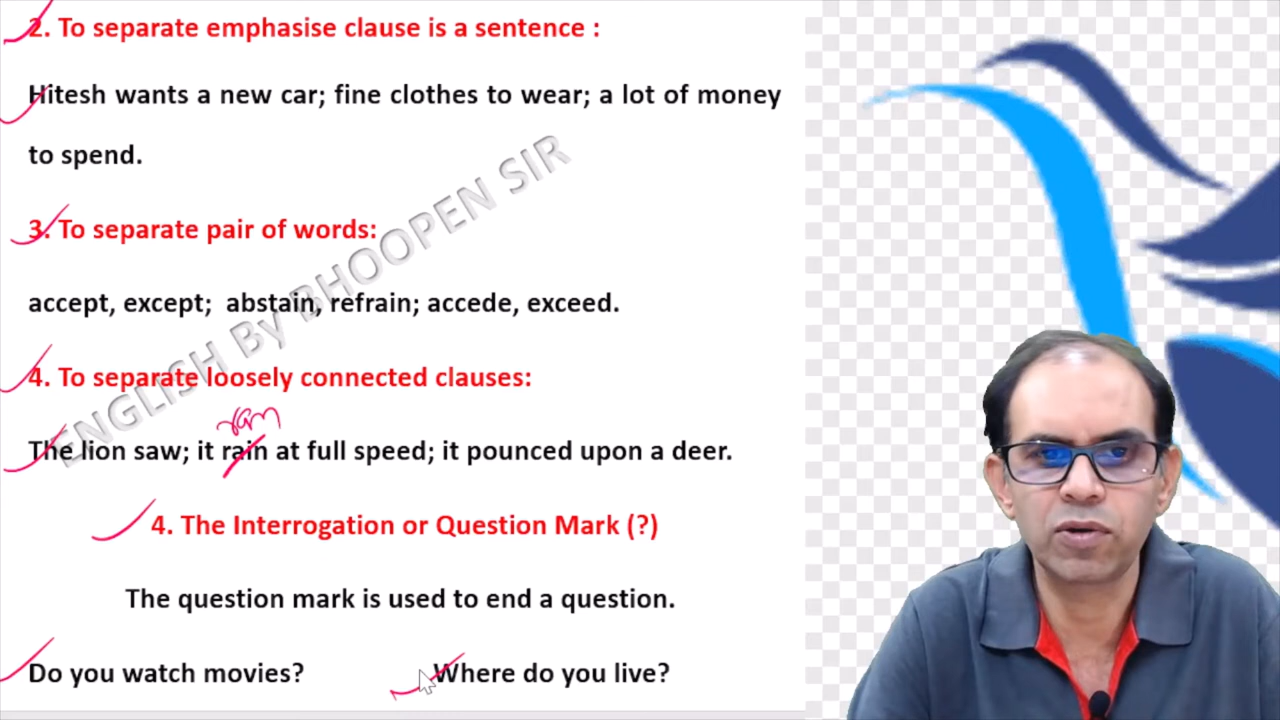 2. To separate emphasise clause is a sentence :
Hitesh wants a new car; fine clothes to wear; a lot of money
to spend.
3. To separate pair of words:
accept, except; abstain, refrain; accede, exceed.
4. To separate loosely connected clauses:
ran
The lion saw; it rain at full speed; it pounced upon a deer.
4. The Interrogation or Question Mark (?)
The question mark is used to end a question.
Do you watch movies? Where do you live?
ENGLISH By BHOOPEN SIR